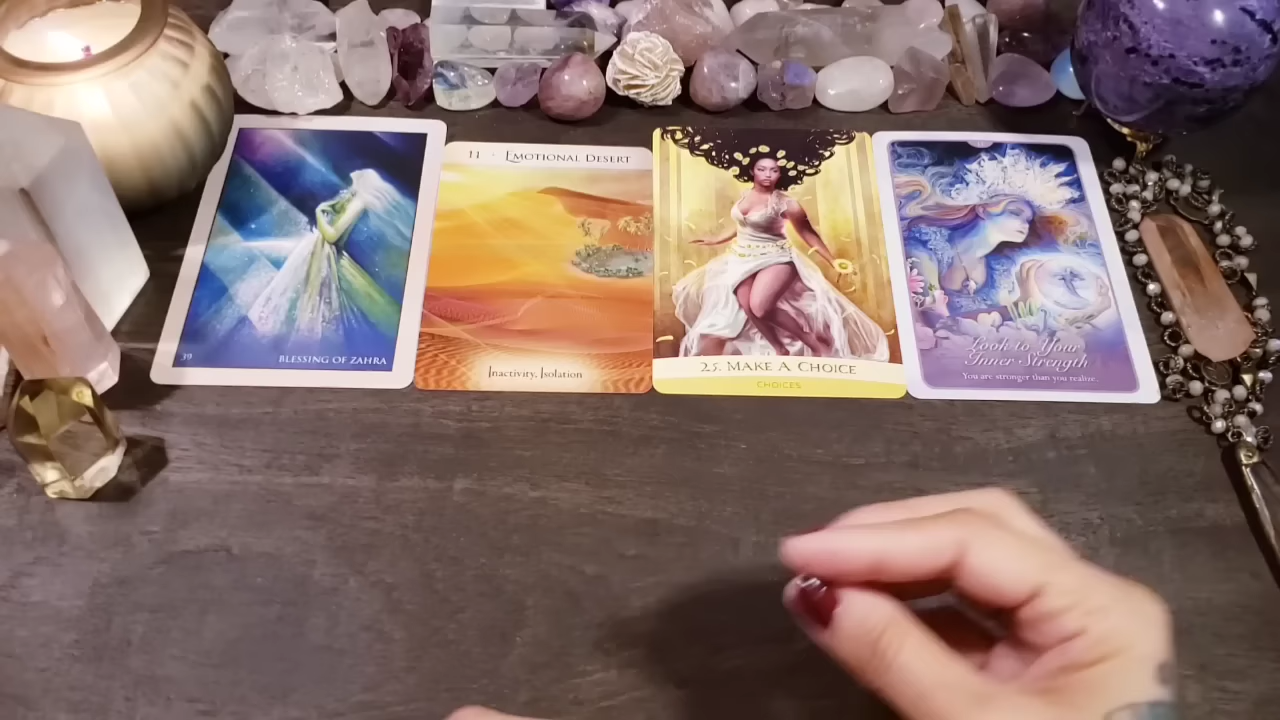 39 BLESSING OF ZAHRA
11 · EMOTIONAL DESERT
Inactivity, Isolation
25. MAKE A CHOICE
CHOICES
Look to Your
Inner Strength
You are stronger than you realize.